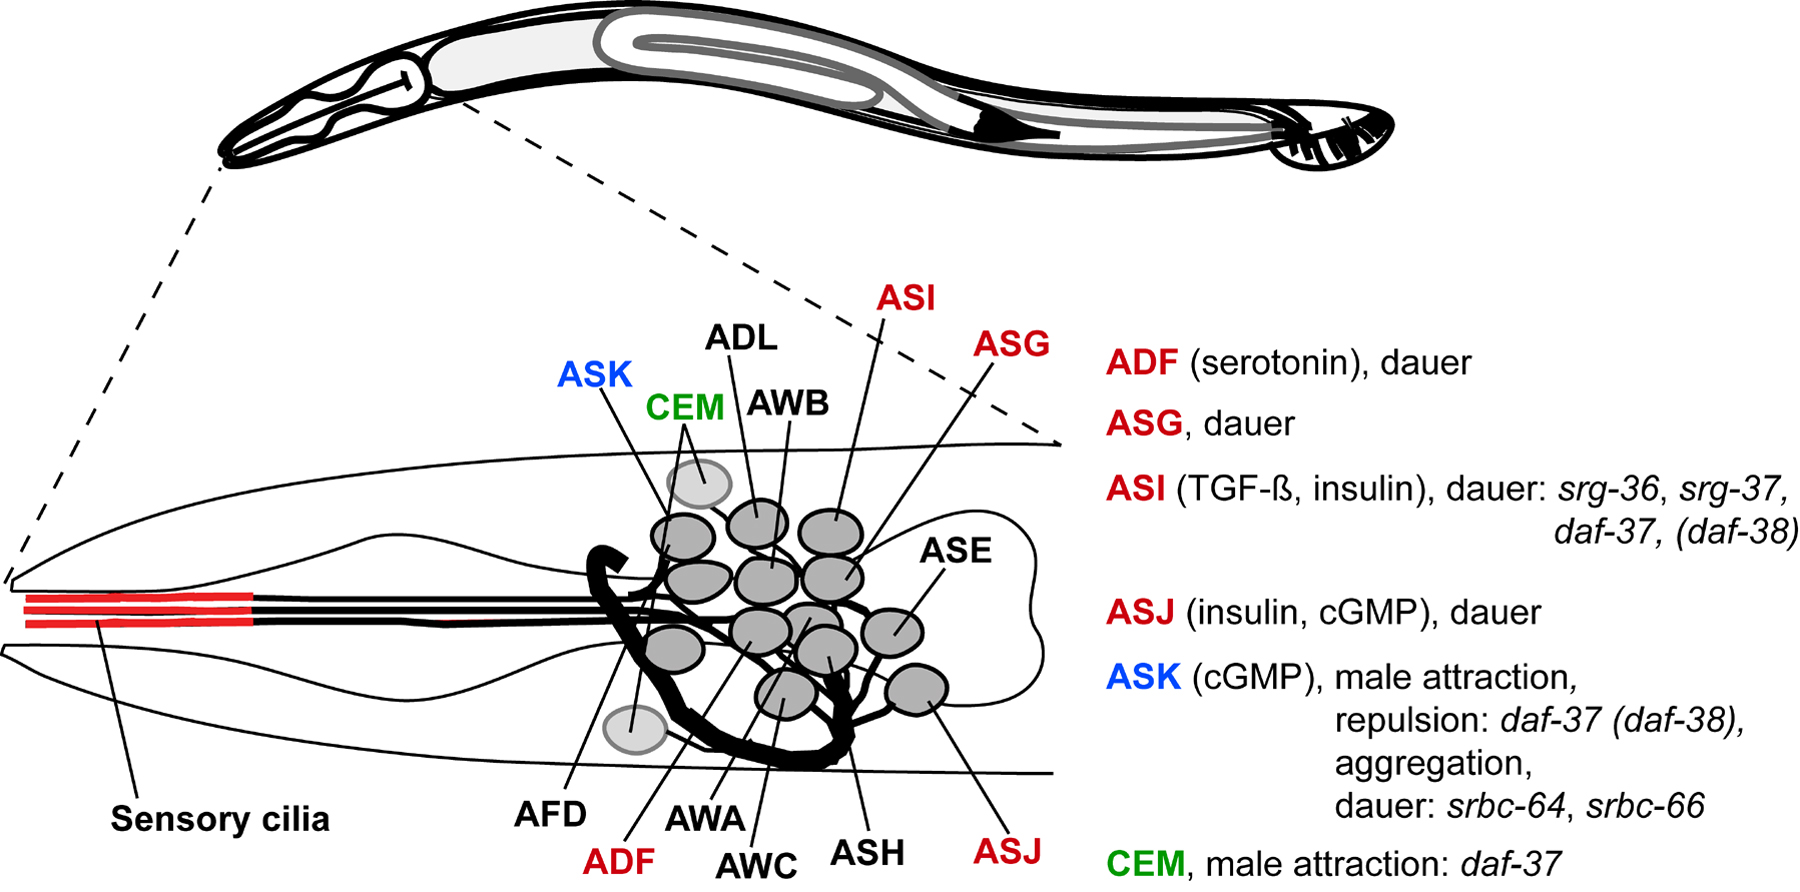 ASI
ADL
ASG
ASK
CEM
AWB
ASE
Sensory cilia
AFD
AWA
ADF
AWC
ASH
ASJ
ADF (serotonin), dauer
ASG, dauer
ASI (TGF-ß, insulin), dauer: srg-36, srg-37,
daf-37, (daf-38)
ASJ (insulin, cGMP), dauer
ASK (cGMP), male attraction,
repulsion: daf-37 (daf-38),
aggregation,
dauer: srbc-64, srbc-66
CEM, male attraction: daf-37